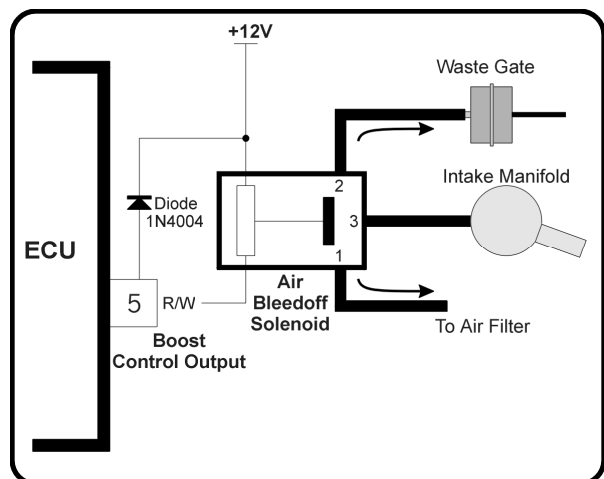 +12V
Waste Gate
2
Intake Manifold
Diode
1N4004
3
ECU
1
Air
Bleedoff
Solenoid
5
R/W
To Air Filter
Boost
Control Output